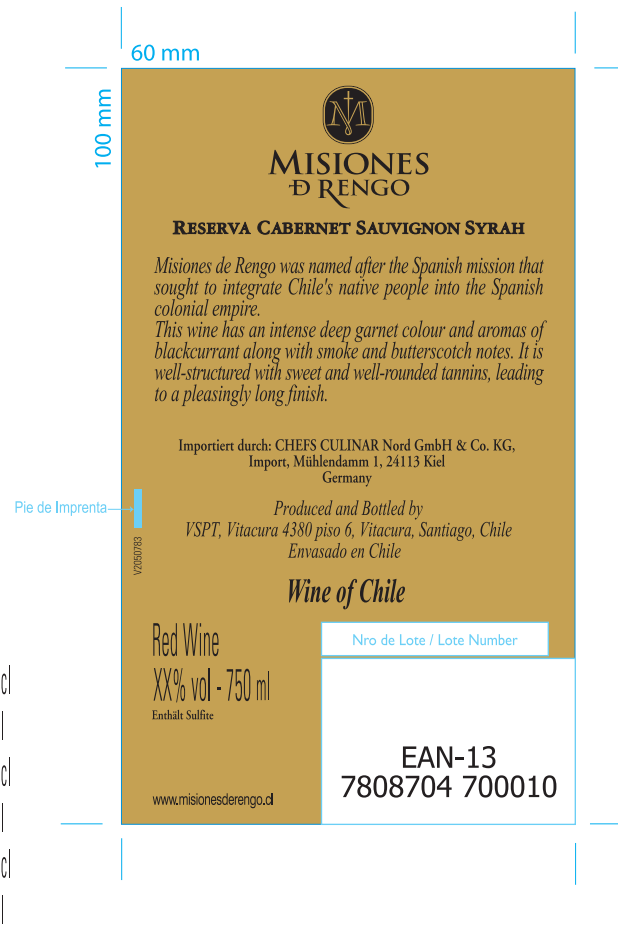 60 mm
100 mm
M
MISIONES
Đ RENGO
RESERVA CABERNET SAUVIGNON SYRAH
Misiones de Rengo was named after the Spanish mission that
sought to integrate Chile's native people into the Spanish
colonial empire.
This wine has an intense deep garnet colour and aromas of
blackcurrant along with smoke and butterscotch notes. It is
well-structured with sweet and well-rounded tannins, leading
to a pleasingly long finish.
Importiert durch: CHEFS CULINAR Nord GmbH & Co. KG,
Import, Mühlendamm 1, 24113 Kiel
Germany
Pie de Imprenta
V2050783
Produced and Bottled by
VSPT, Vitacura 4380 piso 6, Vitacura, Santiago, Chile
Envasado en Chile
Wine of Chile
Nro de Lote / Lote Number
Red Wine
XX% vol - 750 ml
Enthält Sulfite
EAN-13
7808704 700010
www.misionesderengo.cl
cl
cl
cl